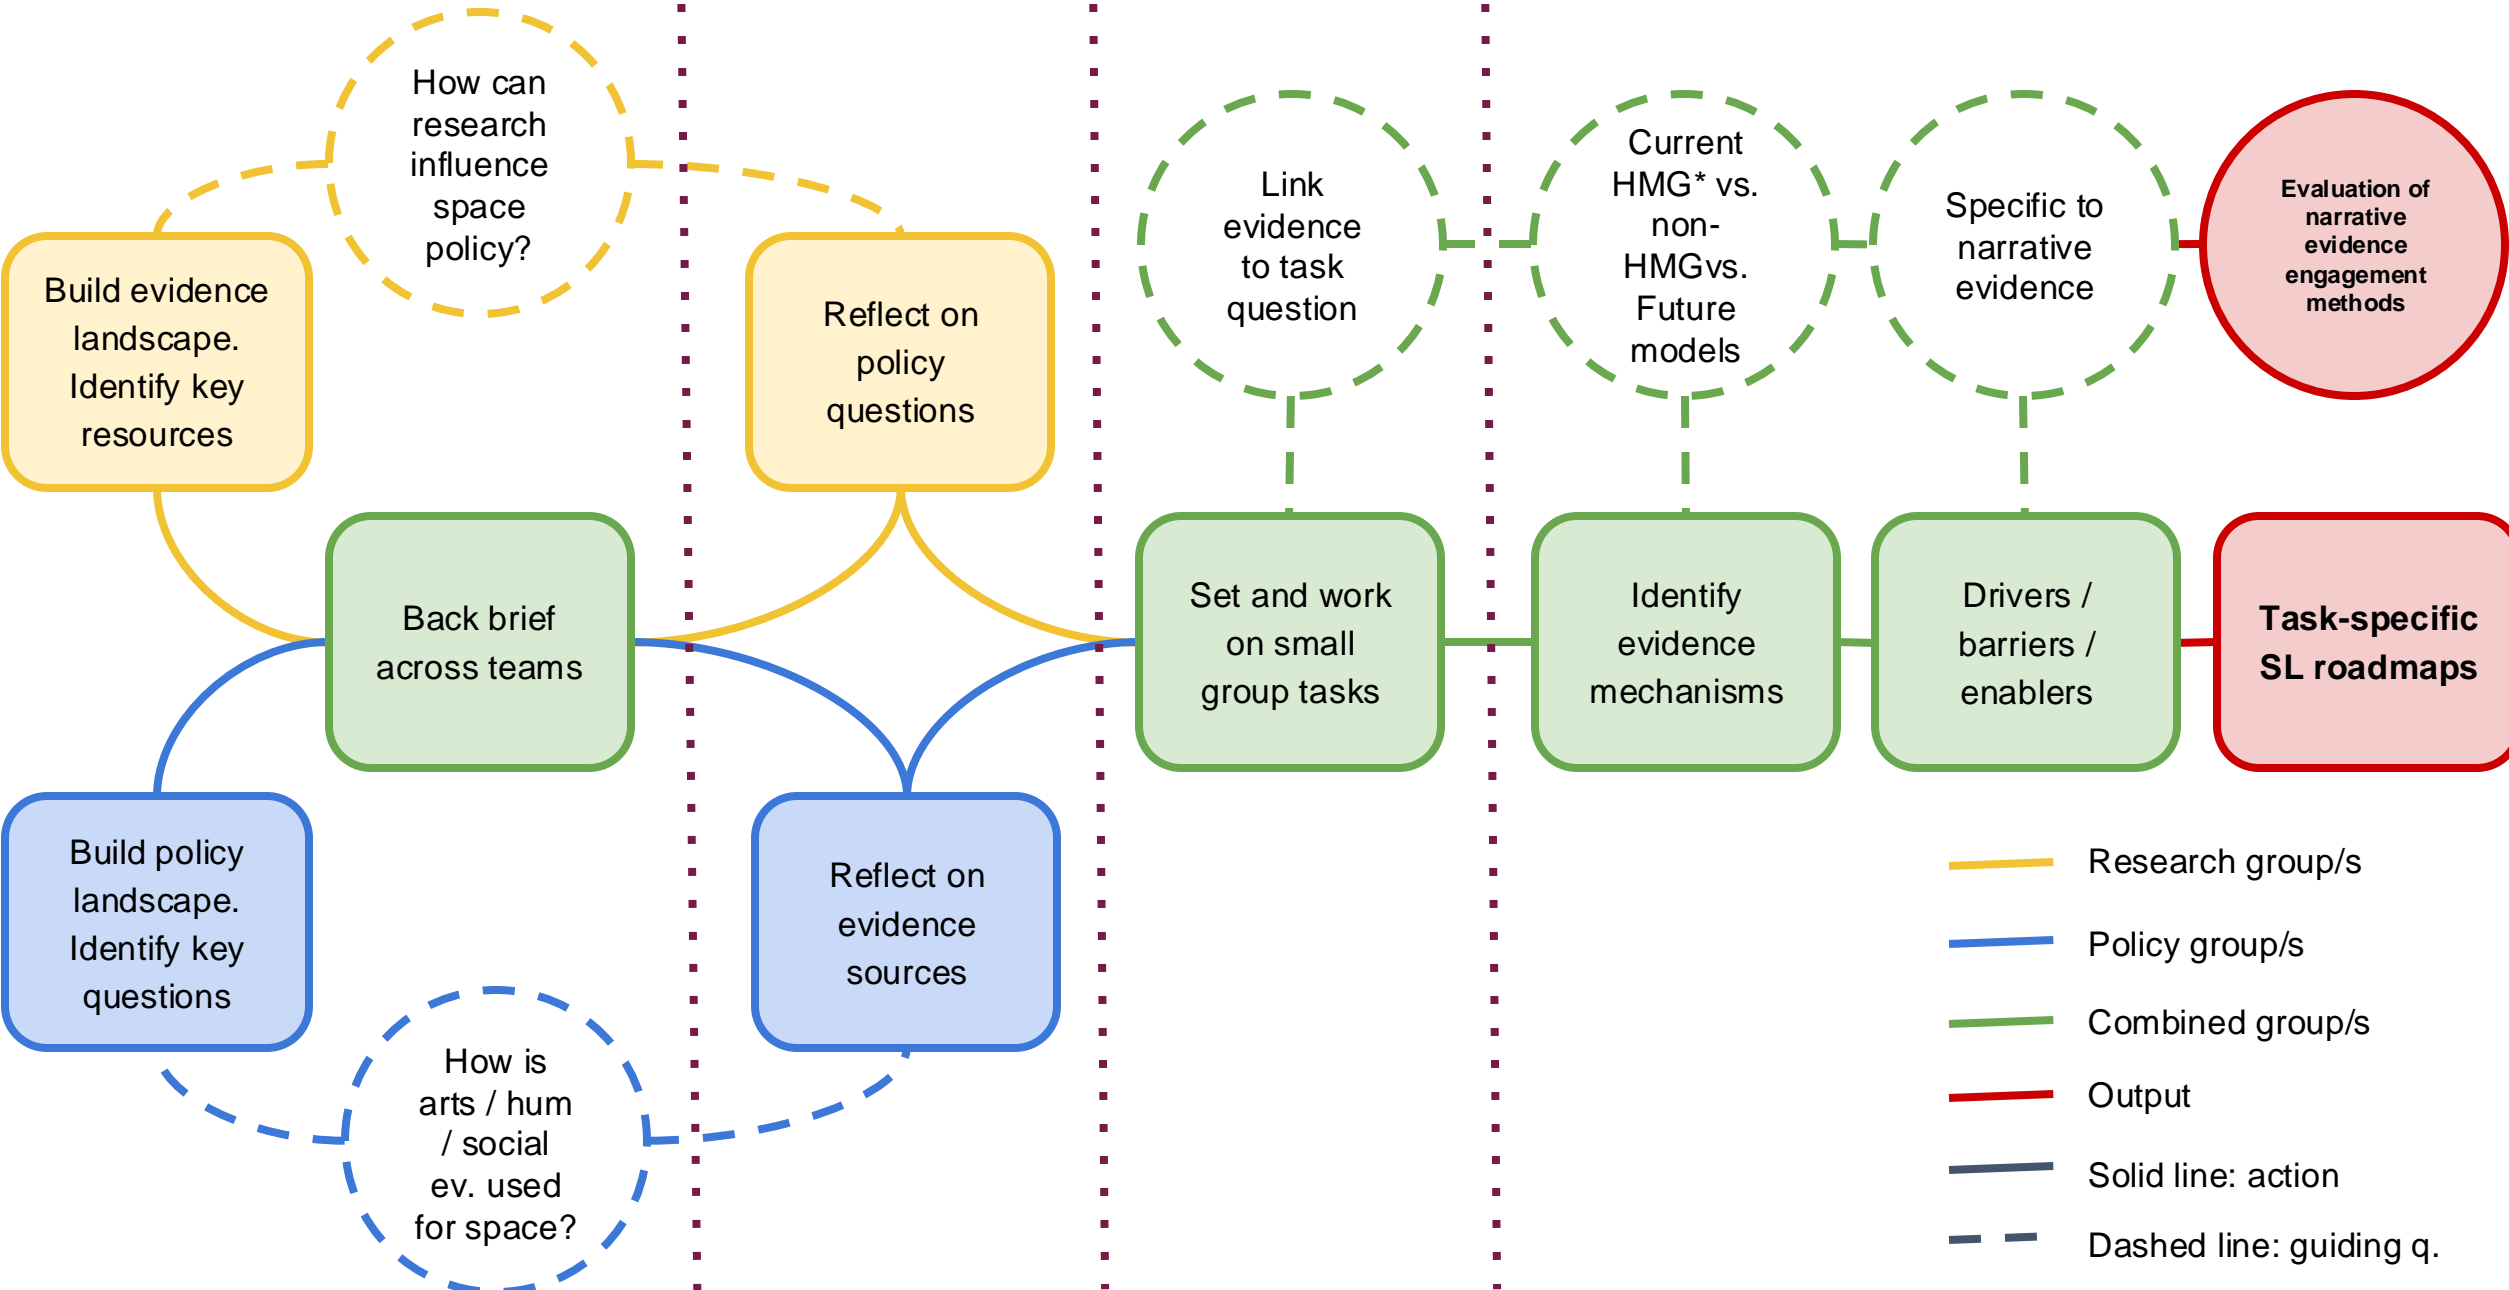 How can
research
influence
space
policy?
Build evidence
landscape.
Identify key
resources
Back brief
across teams
Build policy
landscape.
Identify key
questions
How is
arts / hum
/ social
ev. used
for space?
Reflect on
policy
questions
Reflect on
evidence
sources
Link
evidence
to task
question
Set and work
on small
group tasks
Current
HMG* vs.
non-
HMGvs.
Future
models
Identify
evidence
mechanisms
Specific to
narrative
evidence
Drivers /
barriers /
enablers
Evaluation of
narrative
evidence
engagement
methods
Task-specific
SL roadmaps
Research group/s
Policy group/s
Combined group/s
Output
Solid line: action
Dashed line: guiding q.